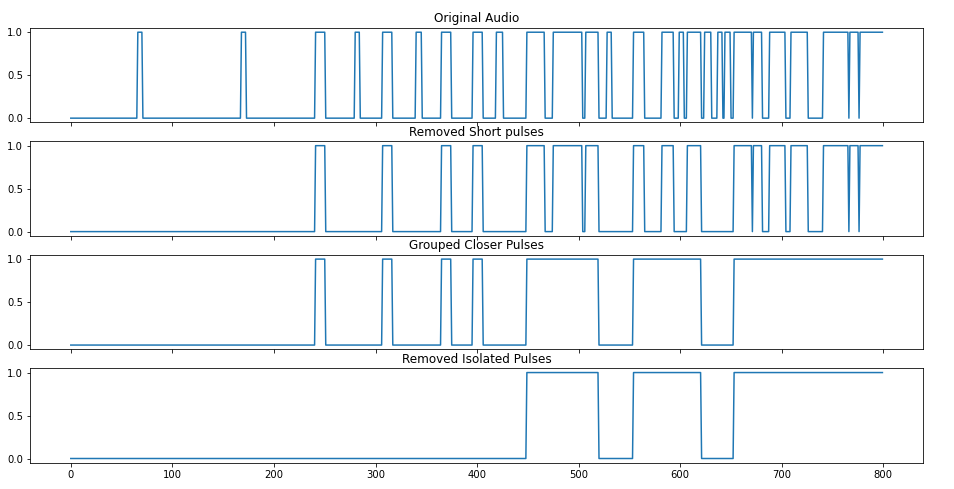 Original Audio
1.0
0.5
0.0
Removed Short pulses
1.0
0.5
0.0
Grouped Closer Pulses
1.0
0.5
0.0
Removed Isolated Pulses
1.0
0.5
0.0
0 100 200 300 400 500 600 700 800